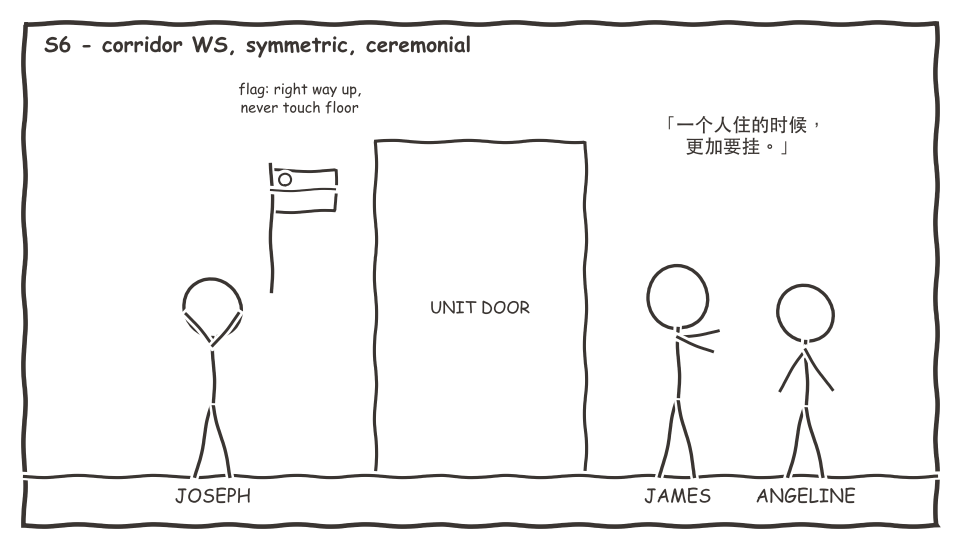 S6 - corridor WS, symmetric, ceremonial
flag: right way up,
never touch floor
「一个人住的时候，
更加要挂。」
UNIT DOOR
JOSEPH
JAMES
ANGELINE